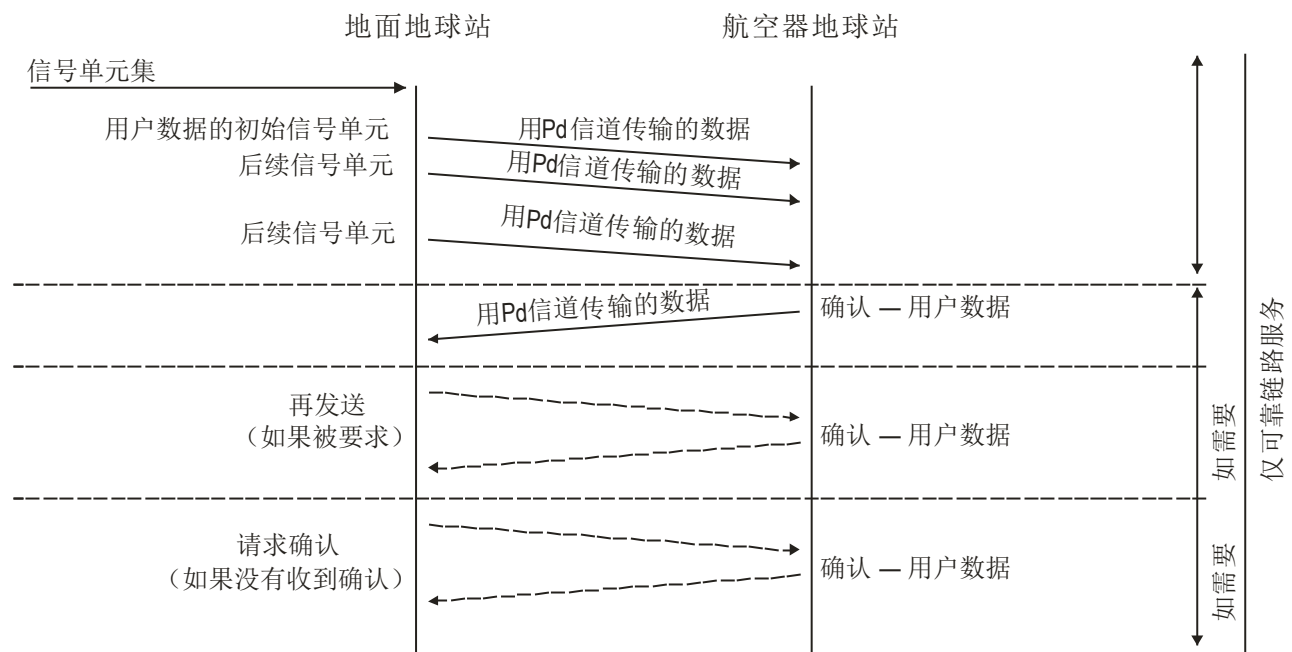 地面地球站
航空器地球站
信号单元集
用户数据的初始信号单元
用Pd信道传输的数据
后续信号单元
用Pd信道传输的数据
后续信号单元
用Pd信道传输的数据
用Pd信道传输的数据
确认 — 用户数据
再发送
（如果被要求）
确认 — 用户数据
如需要
仅可靠链路服务
请求确认
（如果没有收到确认）
确认 — 用户数据
如需要